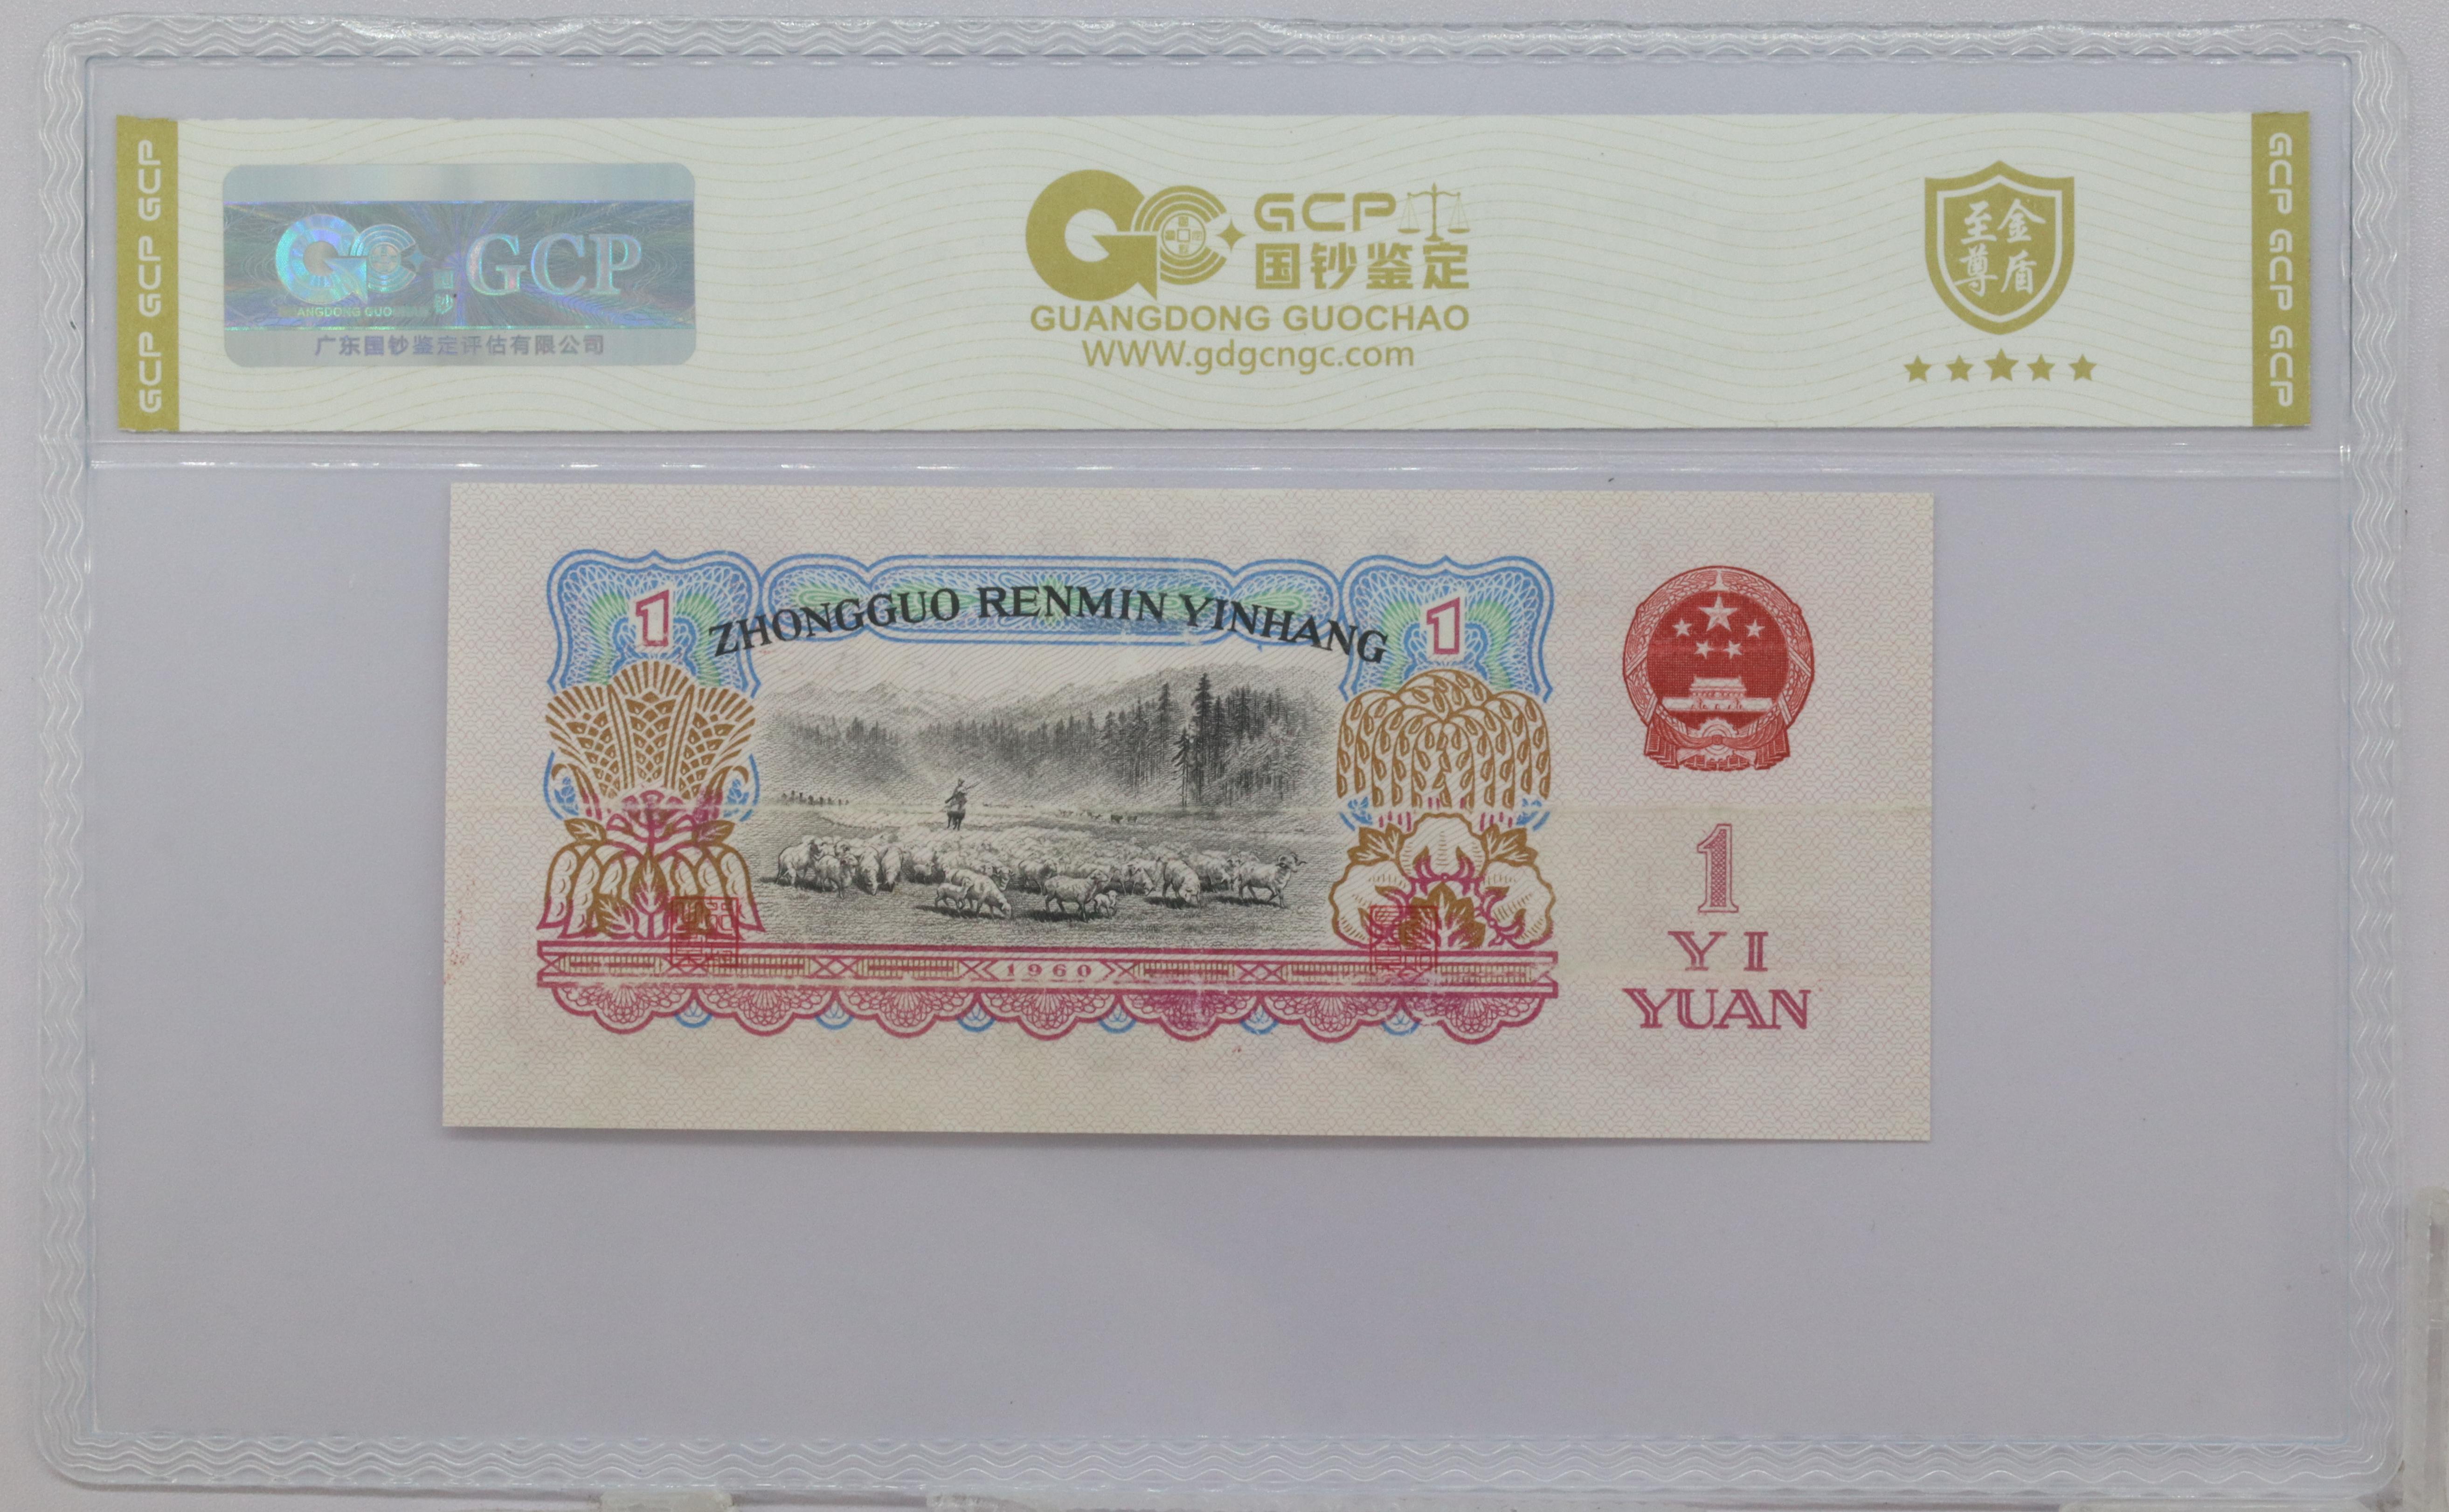 GCP GCP GCP
GCP
GUANGDONG GUOCHAO
国钞
广东国钞鉴定评估有限公司
GCP
国钞鉴定
GUANGDONG GUOCHAO
WWW.gdgcngc.com
至尊
金盾
GCP GCP GCP
1
ZHONGGUO RENMIN YINHANG
1
1960
1
YI
YUAN